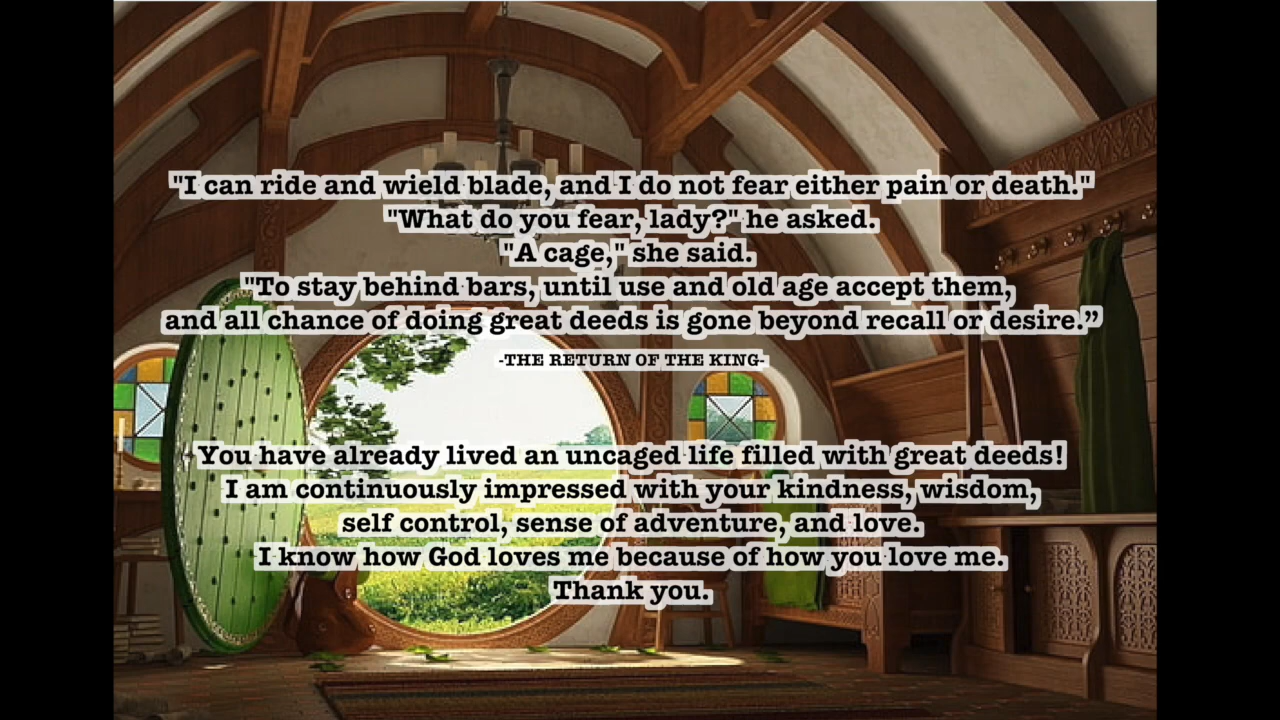 "I can ride and wield blade, and I do not fear either pain or death."
"What do you fear, lady?" he asked.
"A cage," she said.
"To stay behind bars, until use and old age accept them,
and all chance of doing great deeds is gone beyond recall or desire.”
-THE RETURN OF THE KING-
You have already lived an uncaged life filled with great deeds!
I am continuously impressed with your kindness, wisdom,
self control, sense of adventure, and love.
I know how God loves me because of how you love me.
Thank you.